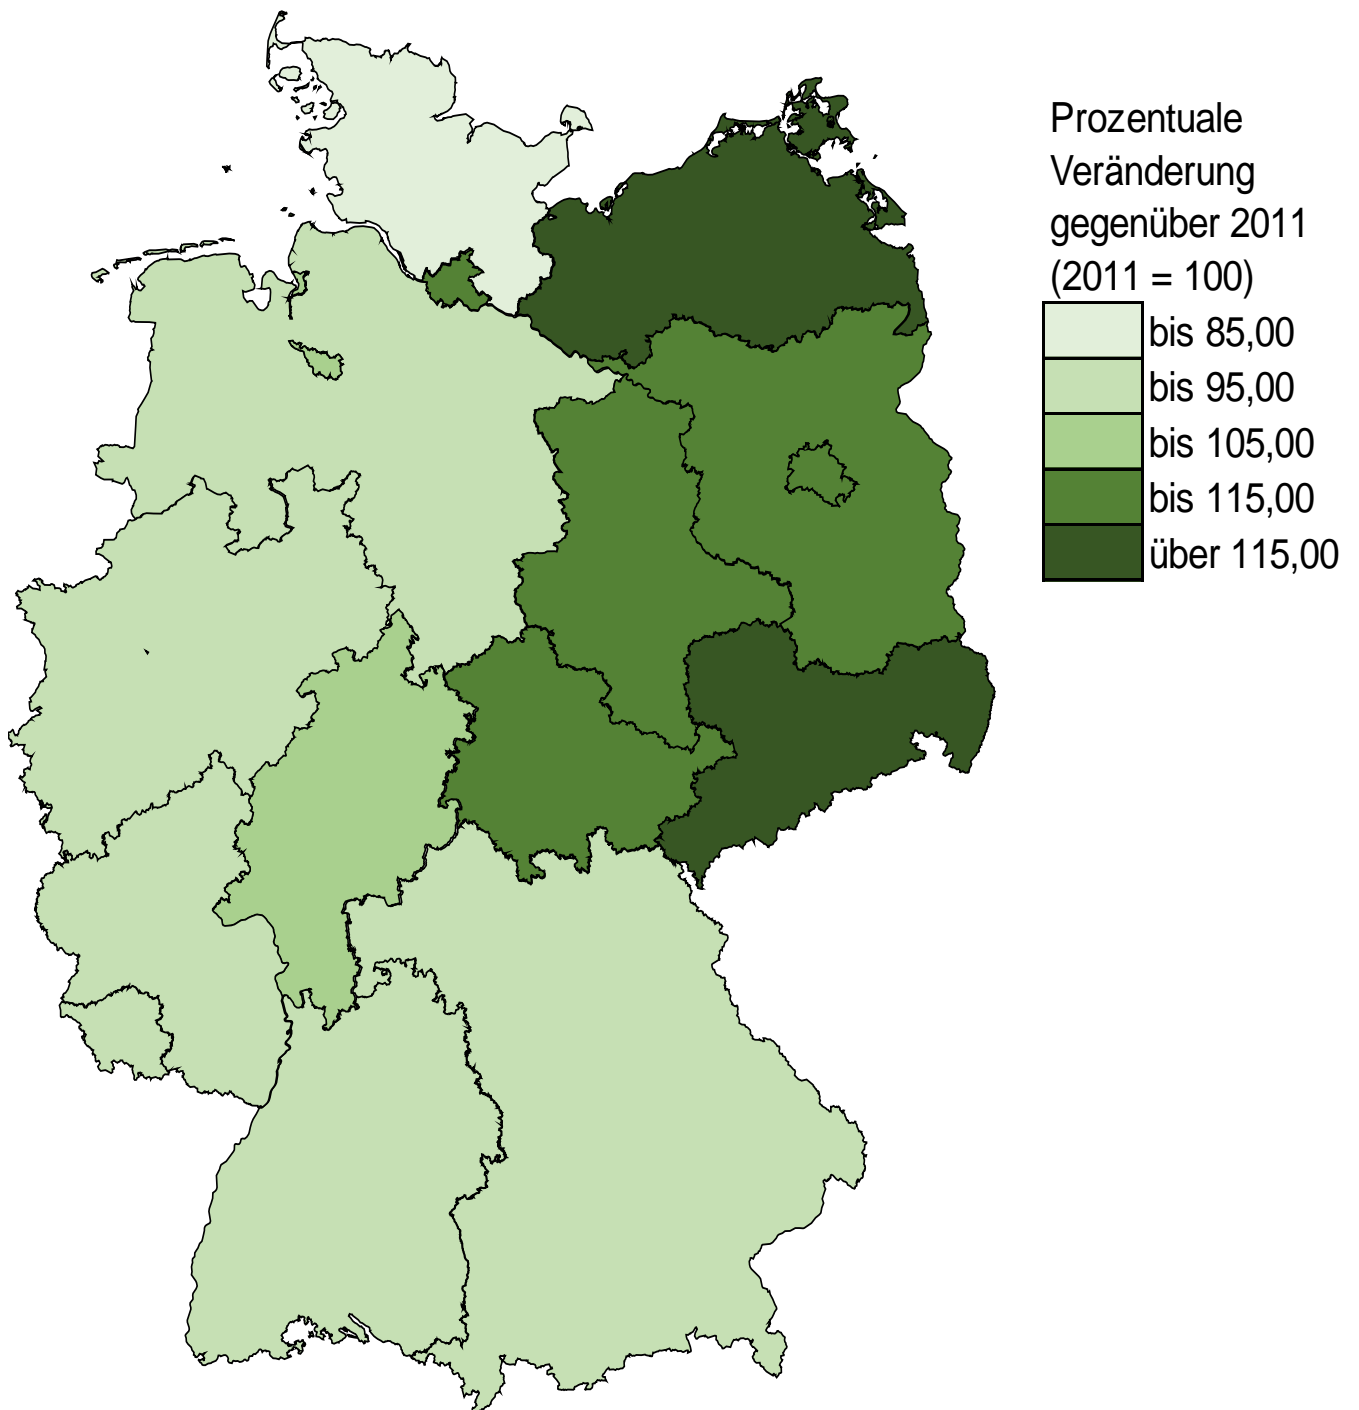 Prozentuale
Veränderung
gegenüber 2011
(2011 = 100)
bis 85,00
bis 95,00
bis 105,00
bis 115,00
über 115,00